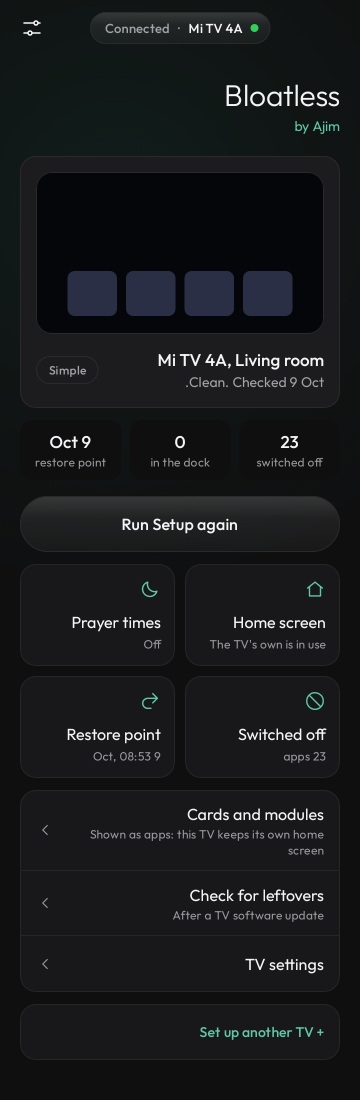 Connected · Mi TV 4A
Bloatless
by Ajim
Mi TV 4A, Living room
.Clean. Checked 9 Oct
Simple
Oct 9
restore point
0
in the dock
23
switched off
Run Setup again
Prayer times
Off
Home screen
The TV's own is in use
Restore point
Oct, 08:53 9
Switched off
apps 23
Cards and modules
Shown as apps: this TV keeps its own home
screen
Check for leftovers
After a TV software update
TV settings
Set up another TV +